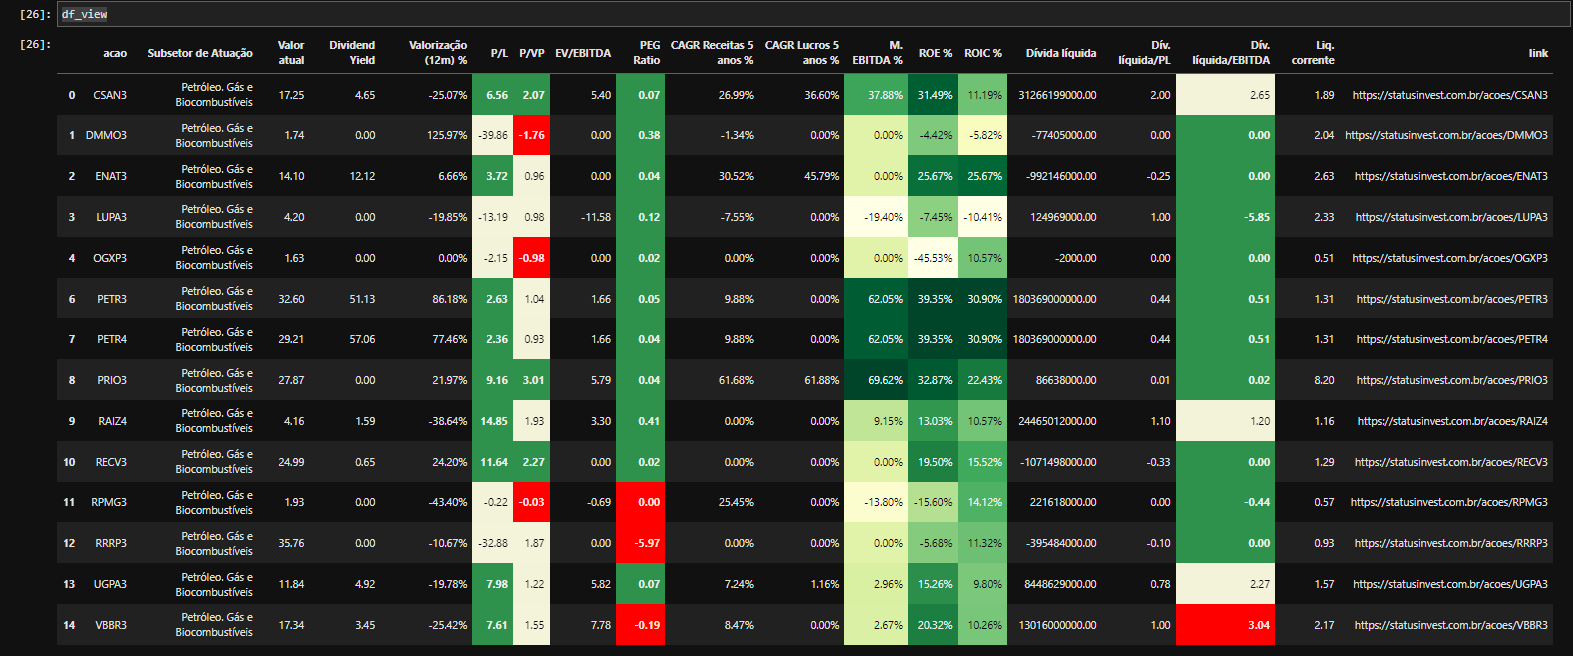 [26]: df_view
[26]:
acao Subsetor de Atuação Valor atual Dividend Yield Valorização (12m) % P/L P/VP EV/EBITDA PEG Ratio CAGR Receitas 5 anos % CAGR Lucros 5 anos % M. EBITDA % ROE % ROIC % Dívida líquida Dív. líquida/PL Dív. líquida/EBITDA Liq. corrente link
0 CSAN3 Petróleo. Gás e Biocombustíveis 17.25 4.65 -25.07% 6.56 2.07 5.40 0.07 26.99% 36.60% 37.88% 31.49% 11.19% 31266199000.00 2.00 2.65 1.89 https://statusinvest.com.br/acoes/CSAN3
1 DMMO3 Petróleo. Gás e Biocombustíveis 1.74 0.00 125.97% -39.86 -1.76 0.00 0.38 -1.34% 0.00% 0.00% -4.42% -5.82% -77405000.00 0.00 0.00 2.04 https://statusinvest.com.br/acoes/DMMO3
2 ENAT3 Petróleo. Gás e Biocombustíveis 14.10 12.12 6.66% 3.72 0.96 0.00 0.04 30.52% 45.79% 0.00% 25.67% 25.67% -992146000.00 -0.25 0.00 2.63 https://statusinvest.com.br/acoes/ENAT3
3 LUPA3 Petróleo. Gás e Biocombustíveis 4.20 0.00 -19.85% -13.19 0.98 -11.58 0.12 -7.55% 0.00% -19.40% -7.45% -10.41% 124969000.00 1.00 -5.85 2.33 https://statusinvest.com.br/acoes/LUPA3
4 OGXP3 Petróleo. Gás e Biocombustíveis 1.63 0.00 0.00% -2.15 -0.98 0.00 0.02 0.00% 0.00% 0.00% -45.53% 10.57% -2000.00 0.00 0.00 0.51 https://statusinvest.com.br/acoes/OGXP3
6 PETR3 Petróleo. Gás e Biocombustíveis 32.60 51.13 86.18% 2.63 1.04 1.66 0.05 9.88% 0.00% 62.05% 39.35% 30.90% 180369000000.00 0.44 0.51 1.31 https://statusinvest.com.br/acoes/PETR3
7 PETR4 Petróleo. Gás e Biocombustíveis 29.21 57.06 77.46% 2.36 0.93 1.66 0.04 9.88% 0.00% 62.05% 39.35% 30.90% 180369000000.00 0.44 0.51 1.31 https://statusinvest.com.br/acoes/PETR4
8 PRIO3 Petróleo. Gás e Biocombustíveis 27.87 0.00 21.97% 9.16 3.01 5.79 0.04 61.68% 61.88% 69.62% 32.87% 22.43% 86638000.00 0.01 0.02 8.20 https://statusinvest.com.br/acoes/PRIO3
9 RAIZ4 Petróleo. Gás e Biocombustíveis 4.16 1.59 -38.64% 14.85 1.93 3.30 0.41 0.00% 0.00% 9.15% 13.03% 10.57% 24465012000.00 1.10 1.20 1.16 https://statusinvest.com.br/acoes/RAIZ4
10 RECV3 Petróleo. Gás e Biocombustíveis 24.99 0.65 24.20% 11.64 2.27 0.00 0.02 0.00% 0.00% 0.00% 19.50% 15.52% -1071498000.00 -0.33 0.00 1.29 https://statusinvest.com.br/acoes/RECV3
11 RPMG3 Petróleo. Gás e Biocombustíveis 1.93 0.00 -43.40% -0.22 -0.03 -0.69 0.00 25.45% 0.00% -13.80% -15.60% 14.12% 221618000.00 0.00 -0.44 0.57 https://statusinvest.com.br/acoes/RPMG3
12 RRRP3 Petróleo. Gás e Biocombustíveis 35.76 0.00 -10.67% -32.88 1.87 0.00 -5.97 0.00% 0.00% 0.00% -5.68% 11.32% -395484000.00 -0.10 0.00 0.93 https://statusinvest.com.br/acoes/RRRP3
13 UGPA3 Petróleo. Gás e Biocombustíveis 11.84 4.92 -19.78% 7.98 1.22 5.82 0.07 7.24% 1.16% 2.96% 15.26% 9.80% 8448629000.00 0.78 2.27 1.57 https://statusinvest.com.br/acoes/UGPA3
14 VBBR3 Petróleo. Gás e Biocombustíveis 17.34 3.45 -25.42% 7.61 1.55 7.78 -0.19 8.47% 0.00% 2.67% 20.32% 10.26% 13016000000.00 1.00 3.04 2.17 https://statusinvest.com.br/acoes/VBBR3